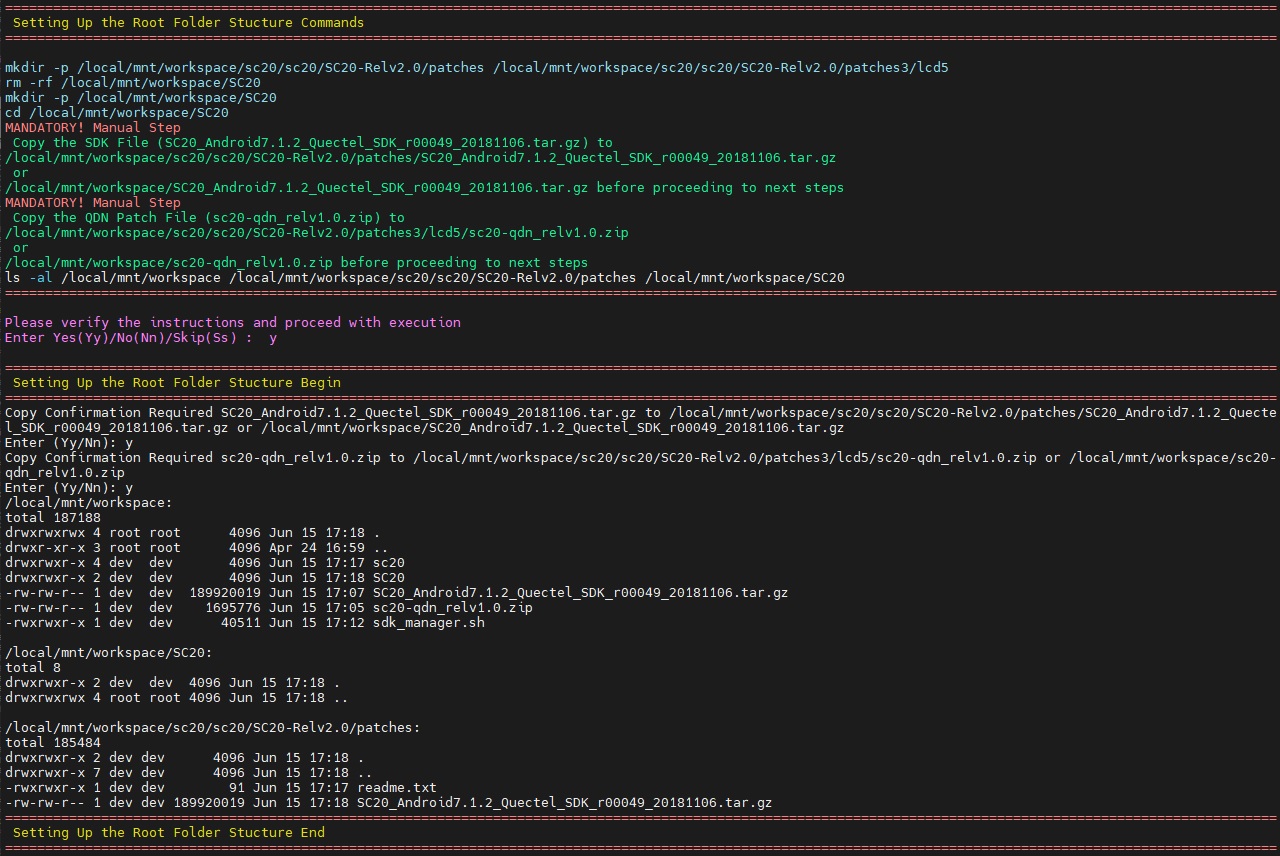 ================================================================================
 Setting Up the Root Folder Stucture Commands
================================================================================
mkdir -p /local/mnt/workspace/sc20/sc20/SC20-Relv2.0/patches /local/mnt/workspace/sc20/sc20/SC20-Relv2.0/patches3/lcd5
rm -rf /local/mnt/workspace/SC20
mkdir -p /local/mnt/workspace/SC20
cd /local/mnt/workspace/SC20
MANDATORY! Manual Step
 Copy the SDK File (SC20_Android7.1.2_Quectel_SDK_r00049_20181106.tar.gz) to
/local/mnt/workspace/sc20/sc20/SC20-Relv2.0/patches/SC20_Android7.1.2_Quectel_SDK_r00049_20181106.tar.gz
 or
/local/mnt/workspace/SC20_Android7.1.2_Quectel_SDK_r00049_20181106.tar.gz before proceeding to next steps
MANDATORY! Manual Step
 Copy the QDN Patch File (sc20-qdn_relv1.0.zip) to
/local/mnt/workspace/sc20/sc20/SC20-Relv2.0/patches3/lcd5/sc20-qdn_relv1.0.zip
 or
/local/mnt/workspace/sc20-qdn_relv1.0.zip before proceeding to next steps
ls -al /local/mnt/workspace /local/mnt/workspace/sc20/sc20/SC20-Relv2.0/patches /local/mnt/workspace/SC20
================================================================================
Please verify the instructions and proceed with execution
Enter Yes(Yy)/No(Nn)/Skip(Ss) :  y
================================================================================
 Setting Up the Root Folder Stucture Begin
================================================================================
Copy Confirmation Required SC20_Android7.1.2_Quectel_SDK_r00049_20181106.tar.gz to /local/mnt/workspace/sc20/sc20/SC20-Relv2.0/patches/SC20_Android7.1.2_Quecte
l_SDK_r00049_20181106.tar.gz or /local/mnt/workspace/SC20_Android7.1.2_Quectel_SDK_r00049_20181106.tar.gz
Enter (Yy/Nn): y
Copy Confirmation Required sc20-qdn_relv1.0.zip to /local/mnt/workspace/sc20/sc20/SC20-Relv2.0/patches3/lcd5/sc20-qdn_relv1.0.zip or /local/mnt/workspace/sc20-
qdn_relv1.0.zip
Enter (Yy/Nn): y
/local/mnt/workspace:
total 187188
drwxrwxrwx 4 root root      4096 Jun 15 17:18 .
drwxr-xr-x 3 root root      4096 Apr 24 16:59 ..
drwxrwxr-x 4 dev  dev       4096 Jun 15 17:17 sc20
drwxrwxr-x 2 dev  dev       4096 Jun 15 17:18 SC20
-rw-rw-r-- 1 dev  dev  189920019 Jun 15 17:07 SC20_Android7.1.2_Quectel_SDK_r00049_20181106.tar.gz
-rw-rw-r-- 1 dev  dev    1695776 Jun 15 17:05 sc20-qdn_relv1.0.zip
-rwxrwxr-x 1 dev  dev      40511 Jun 15 17:12 sdk_manager.sh
/local/mnt/workspace/SC20:
total 8
drwxrwxr-x 2 dev  dev  4096 Jun 15 17:18 .
drwxrwxrwx 4 root root 4096 Jun 15 17:18 ..
/local/mnt/workspace/sc20/sc20/SC20-Relv2.0/patches:
total 185484
drwxrwxr-x 2 dev dev      4096 Jun 15 17:18 .
drwxrwxr-x 7 dev dev      4096 Jun 15 17:18 ..
-rwxrwxr-x 1 dev dev        91 Jun 15 17:17 readme.txt
-rw-rw-r-- 1 dev dev 189920019 Jun 15 17:18 SC20_Android7.1.2_Quectel_SDK_r00049_20181106.tar.gz
================================================================================
 Setting Up the Root Folder Stucture End
================================================================================